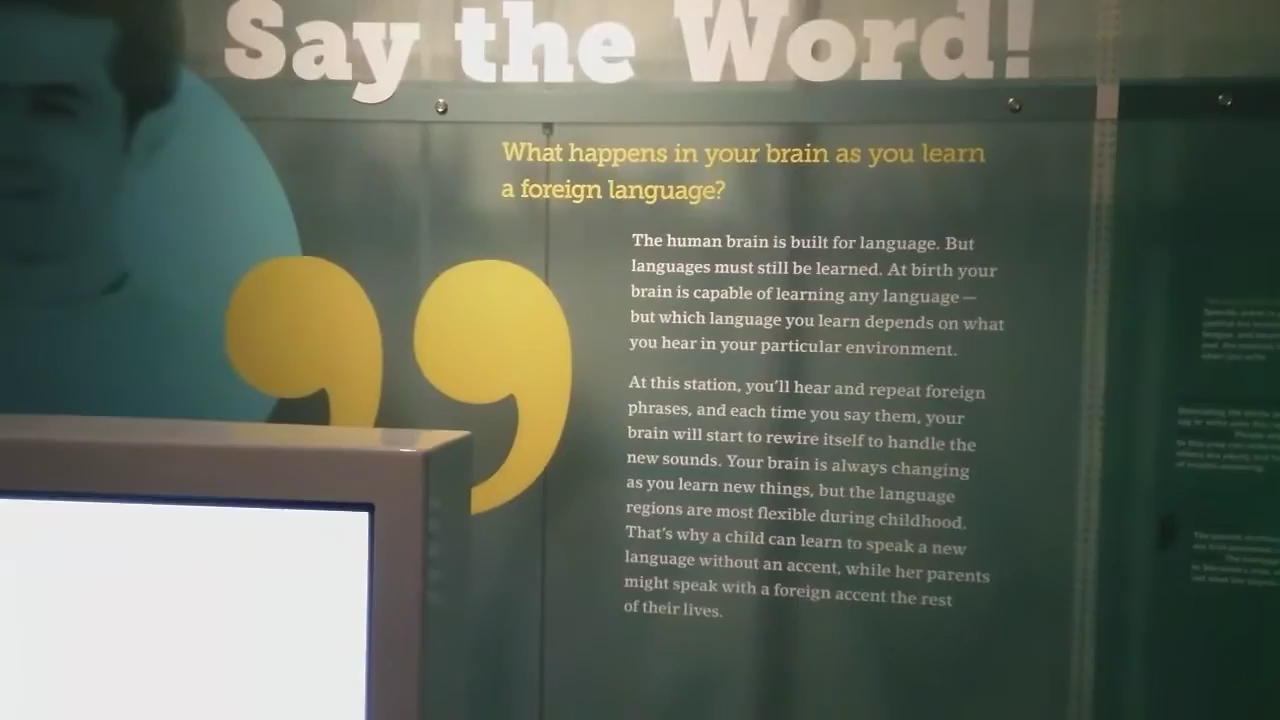 Say the Word!
What happens in your brain as you learn
a foreign language?
The human brain is built for language. But
languages must still be learned. At birth your
brain is capable of learning any language —
but which language you learn depends on what
you hear in your particular environment.
At this station, you'll hear and repeat foreign
phrases, and each time you say them, your
brain will start to rewire itself to handle the
new sounds. Your brain is always changing
as you learn new things, but the language
regions are most flexible during childhood.
That's why a child can learn to speak a new
language without an accent, while her parents
might speak with a foreign accent the rest
of their lives.